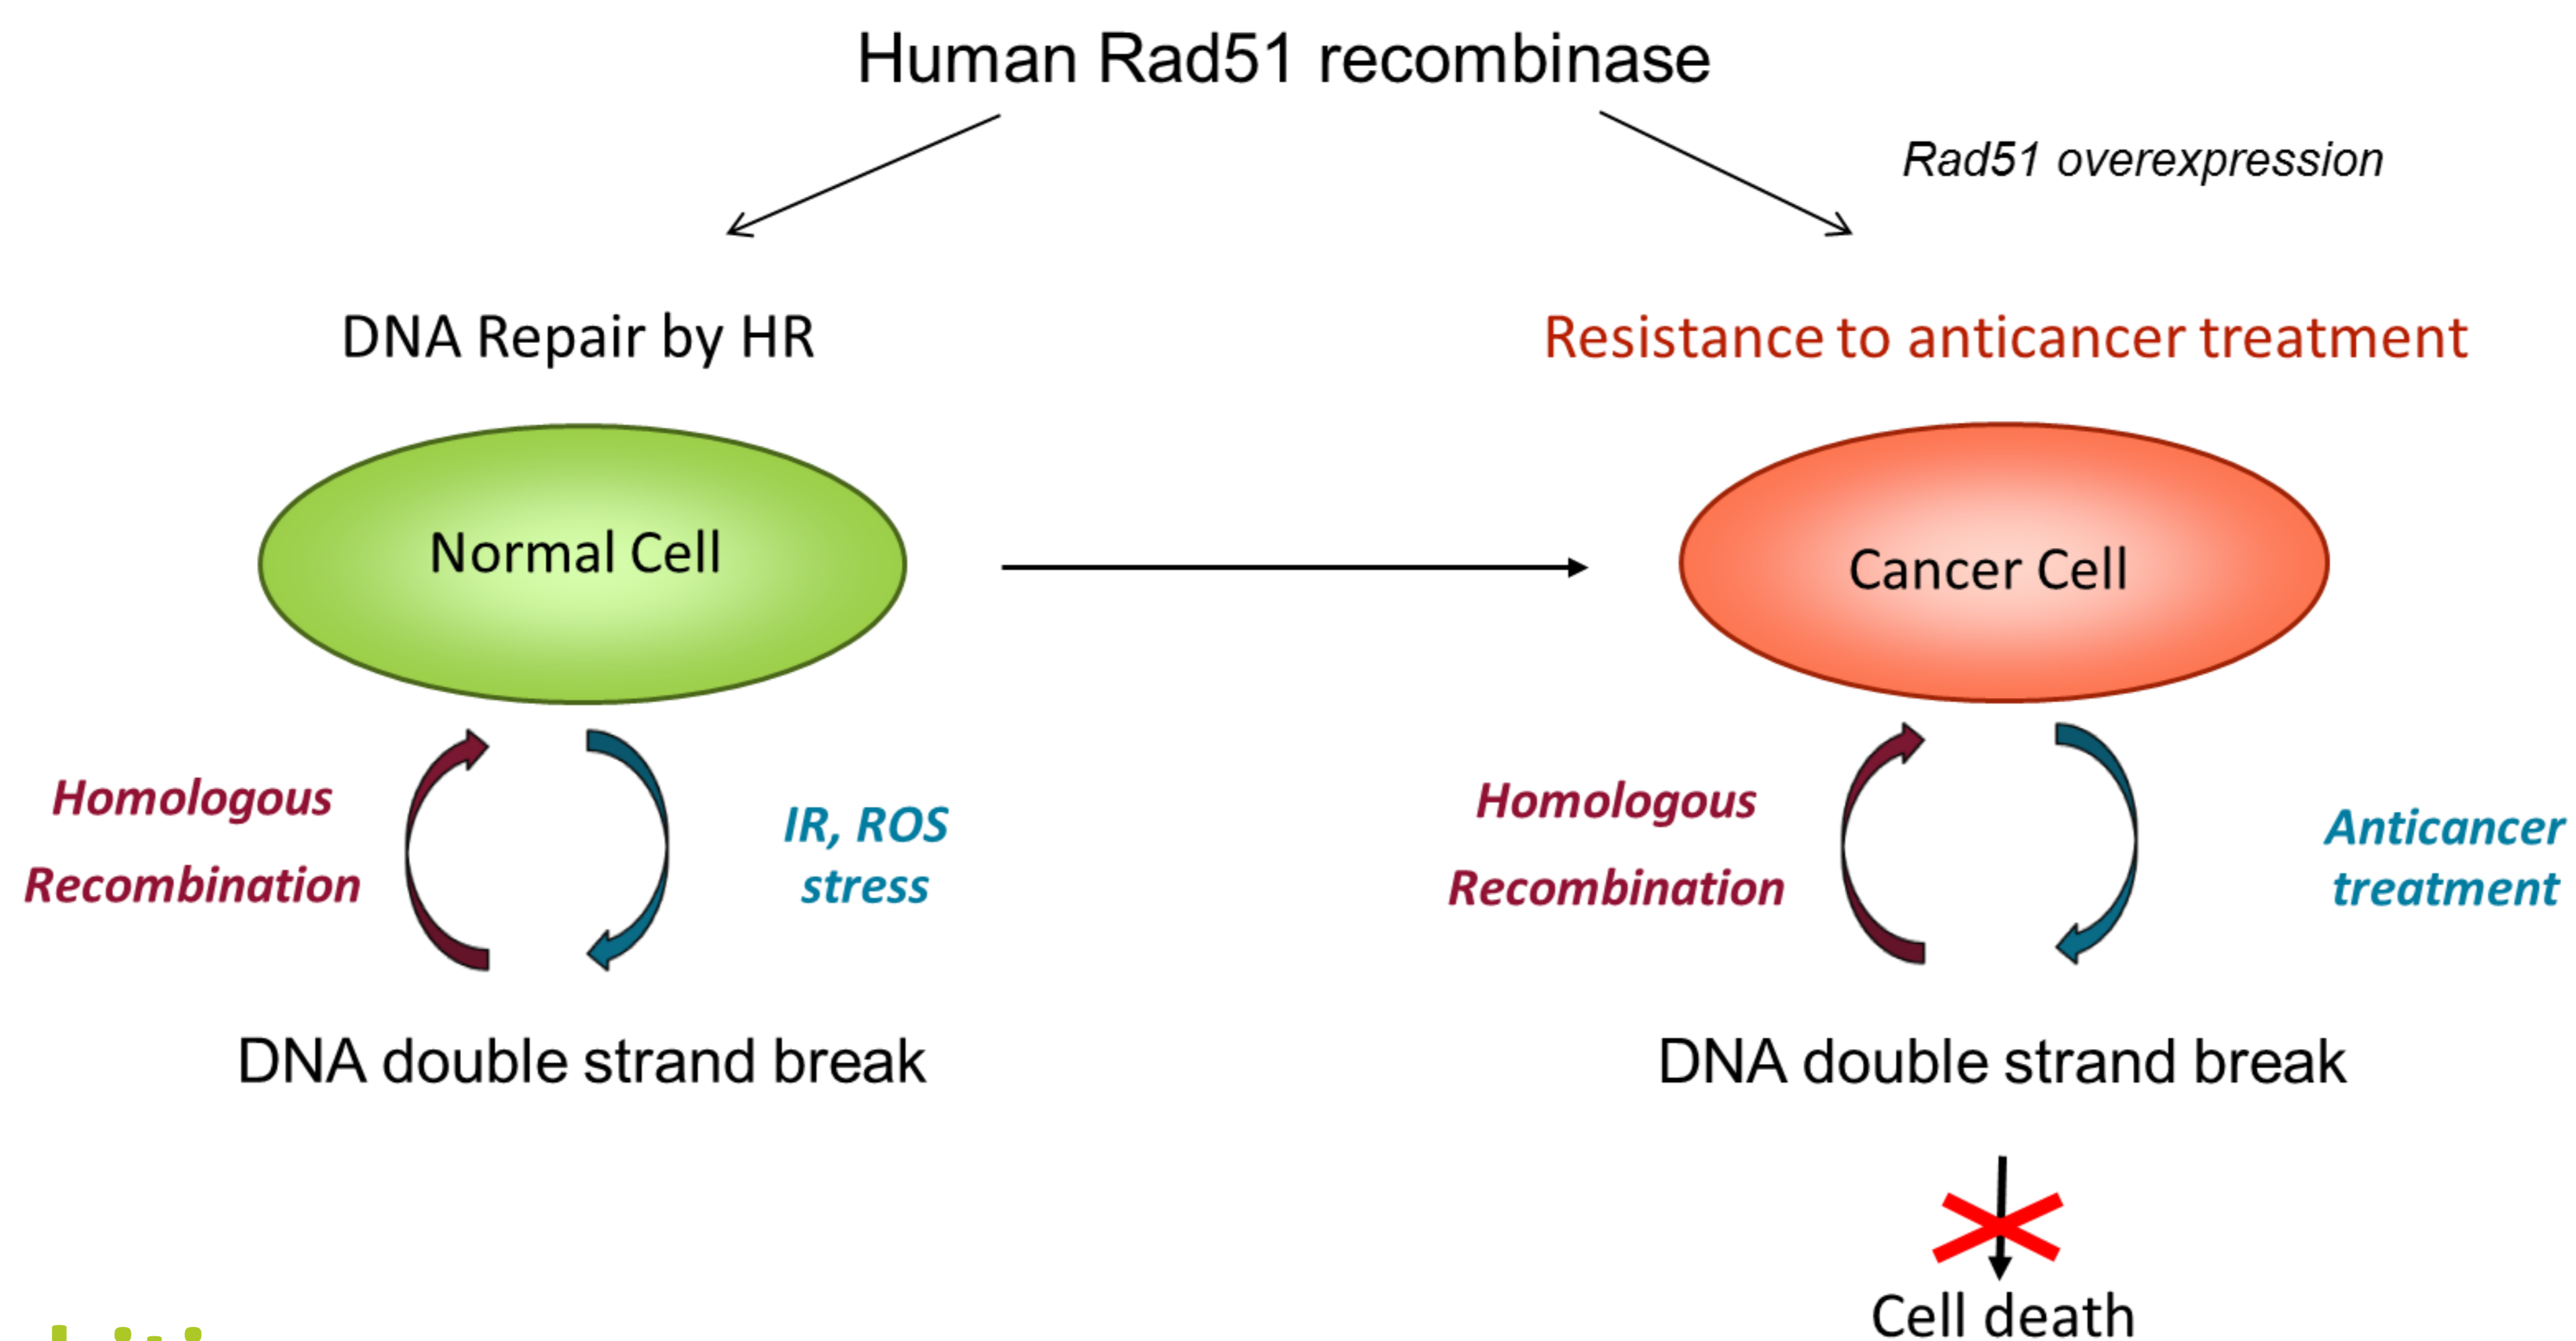 Human Rad51 recombinase
Rad51 overexpression
DNA Repair by HR
Resistance to anticancer treatment
Normal Cell
Cancer Cell
Homologous
Recombination
IR, ROS
stress
Homologous
Recombination
Anticancer
treatment
DNA double strand break
DNA double strand break
Cell death